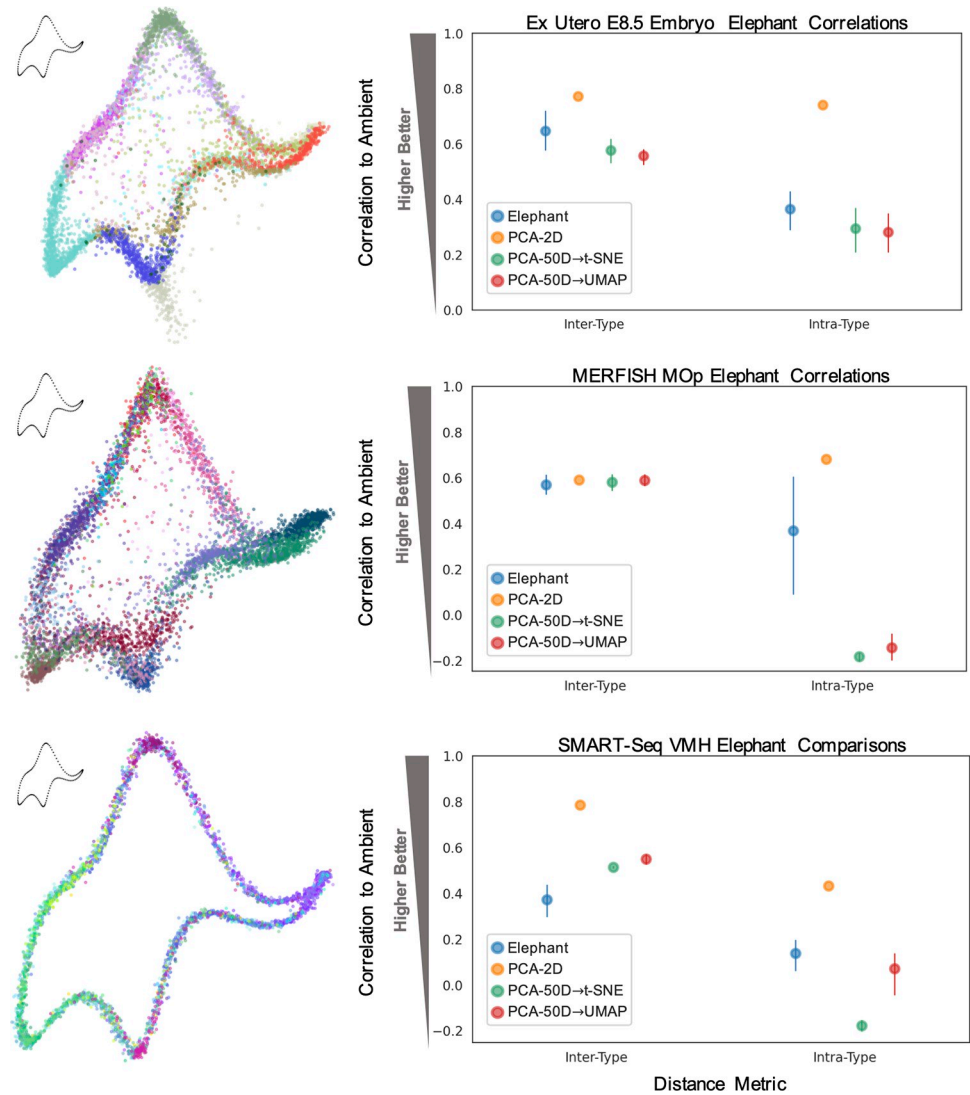 Ex Utero E8.5 Embryo Elephant Correlations
Correlation to Ambient
Higher Better
1.0
0.8
0.6
0.4
0.2
0.0
Elephant
PCA-2D
PCA-50D→t-SNE
PCA-50D→UMAP
Inter-Type
Intra-Type
MERFISH MOp Elephant Correlations
Correlation to Ambient
Higher Better
1.0
0.8
0.6
0.4
0.2
0.0
−0.2
Elephant
PCA-2D
PCA-50D→t-SNE
PCA-50D→UMAP
Inter-Type
Intra-Type
SMART-Seq VMH Elephant Comparisons
Correlation to Ambient
Higher Better
1.0
0.8
0.6
0.4
0.2
0.0
−0.2
Elephant
PCA-2D
PCA-50D→t-SNE
PCA-50D→UMAP
Inter-Type
Intra-Type
Distance Metric